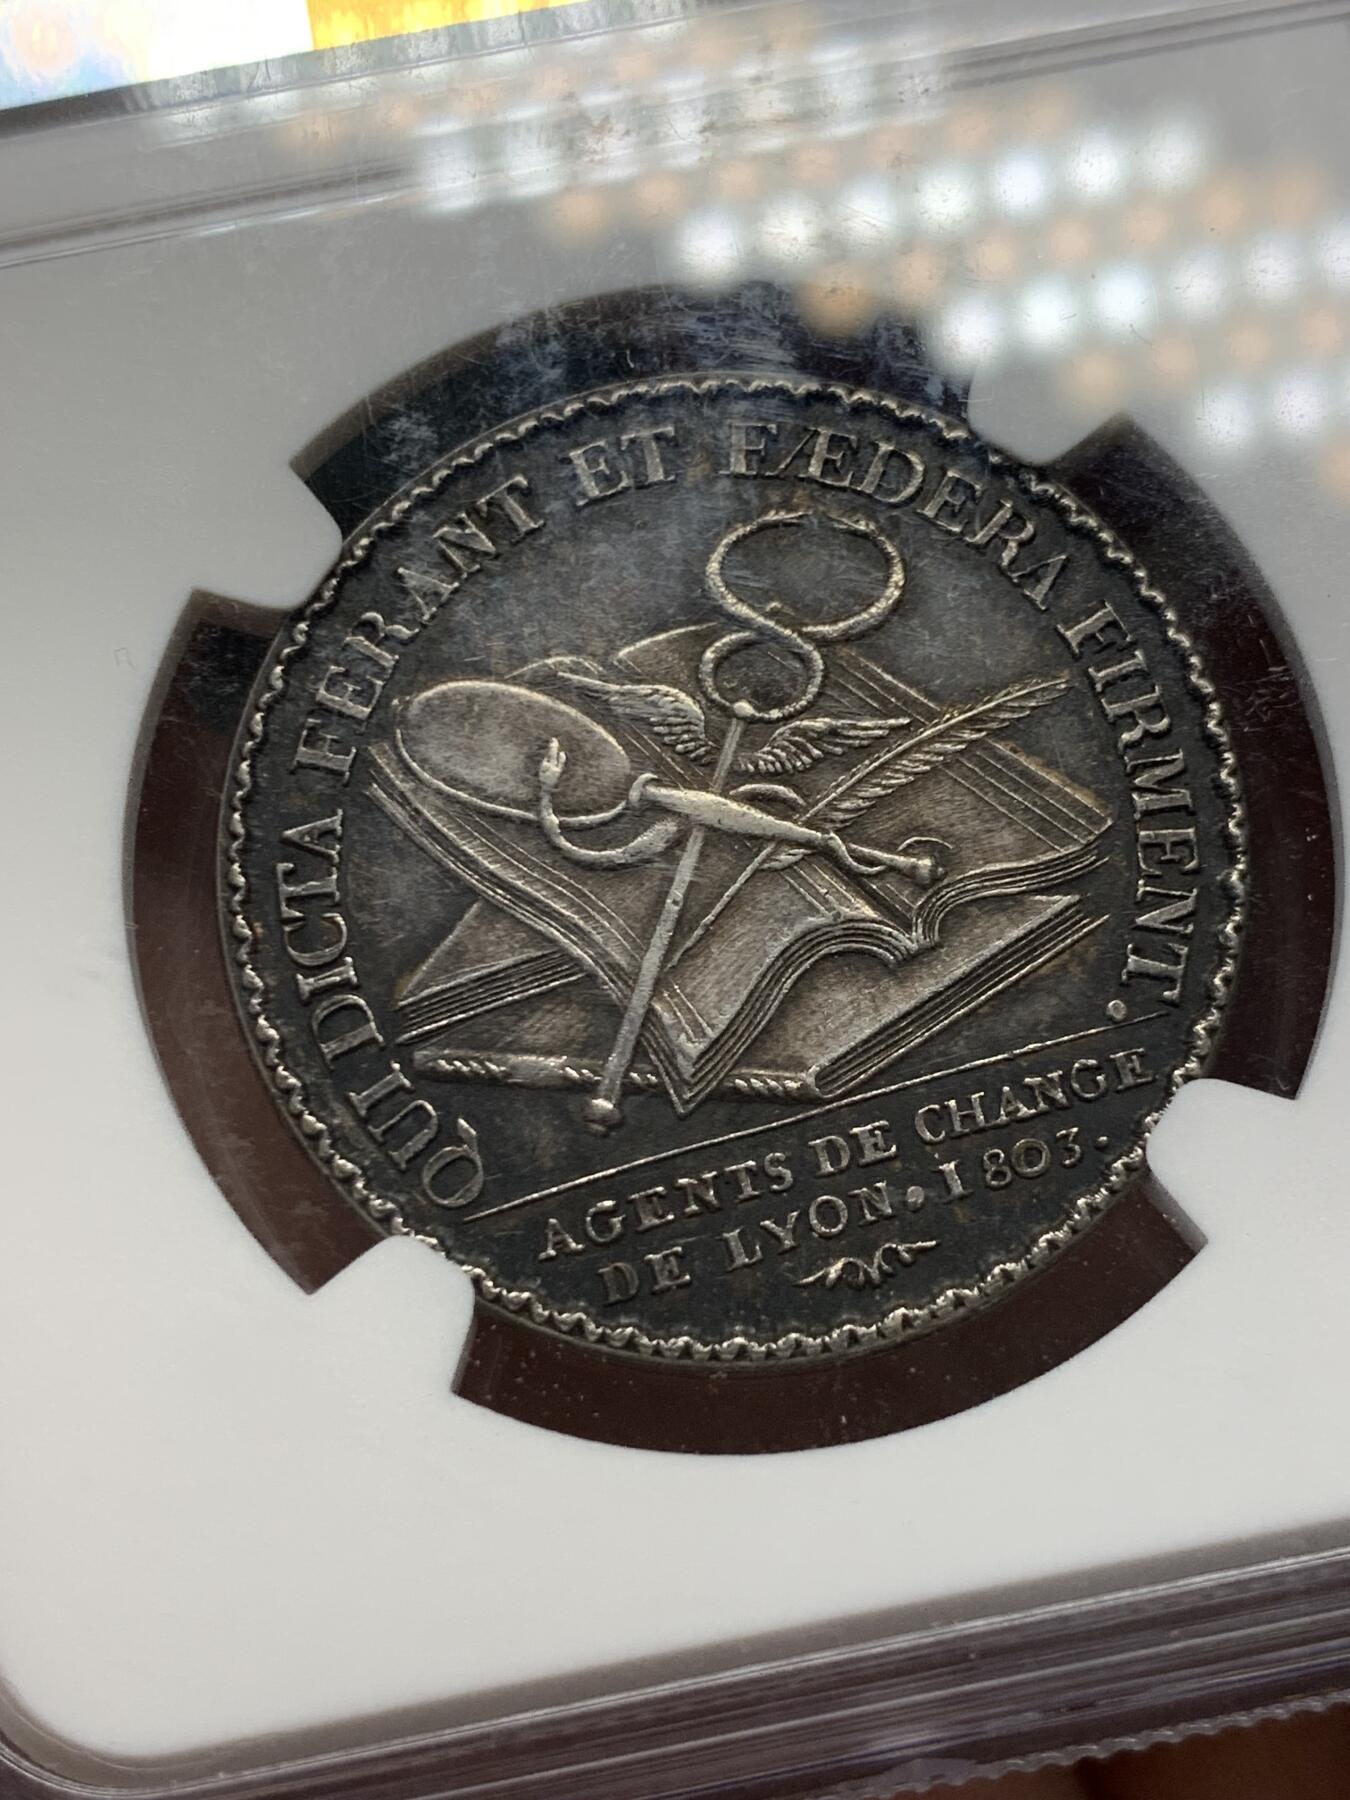 QUI DICTA FERANT ET FÆDERA FIRMENT.
AGENTS DE CHANGE
DE LYON. 1803.